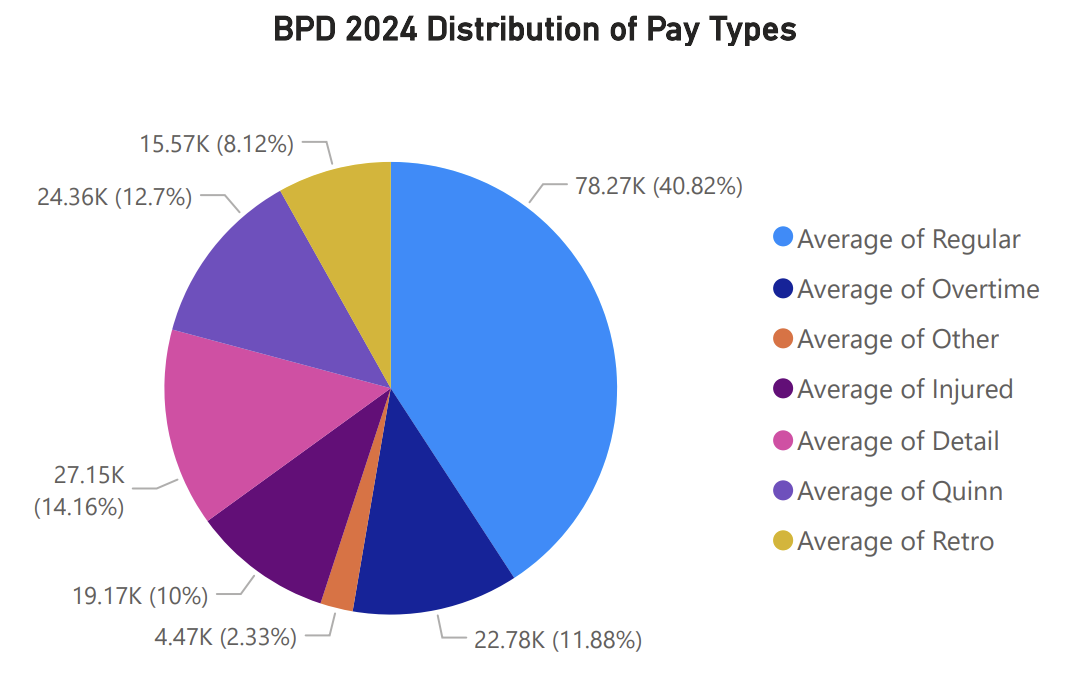 BPD 2024 Distribution of Pay Types
15.57K (8.12%)
24.36K (12.7%)
78.27K (40.82%)
27.15K
(14.16%)
19.17K (10%)
4.47K (2.33%)
22.78K (11.88%)
Average of Regular
Average of Overtime
Average of Other
Average of Injured
Average of Detail
Average of Quinn
Average of Retro